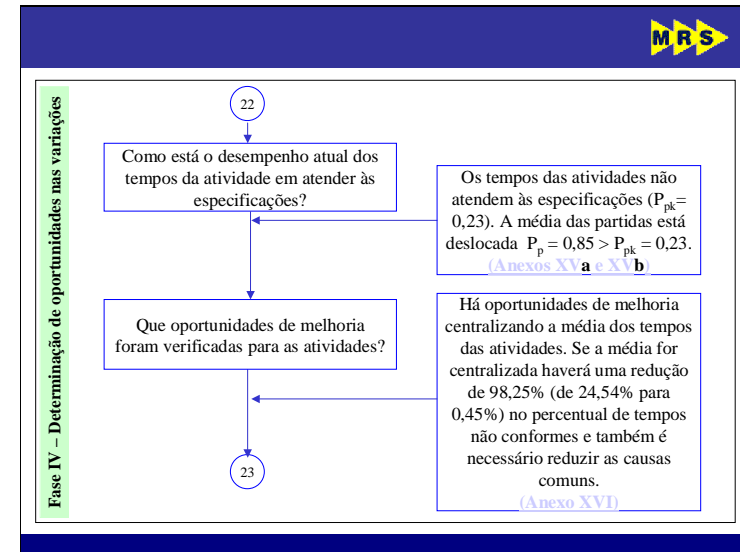 MRS
Fase IV – Determinação de oportunidades nas variações
22
Como está o desempenho atual dos
tempos da atividade em atender às
especificações?
Os tempos das atividades não
atendem às especificações (Ppk=
0,23). A média das partidas está
deslocada Pp = 0,85 > Ppk = 0,23.
(Anexos XVa e XVb)
Que oportunidades de melhoria
foram verificadas para as atividades?
Há oportunidades de melhoria
centralizando a média dos tempos
das atividades. Se a média for
centralizada haverá uma redução
de 98,25% (de 24,54% para
0,45%) no percentual de tempos
não conformes e também é
necessário reduzir as causas
comuns.
(Anexo XVI)
23